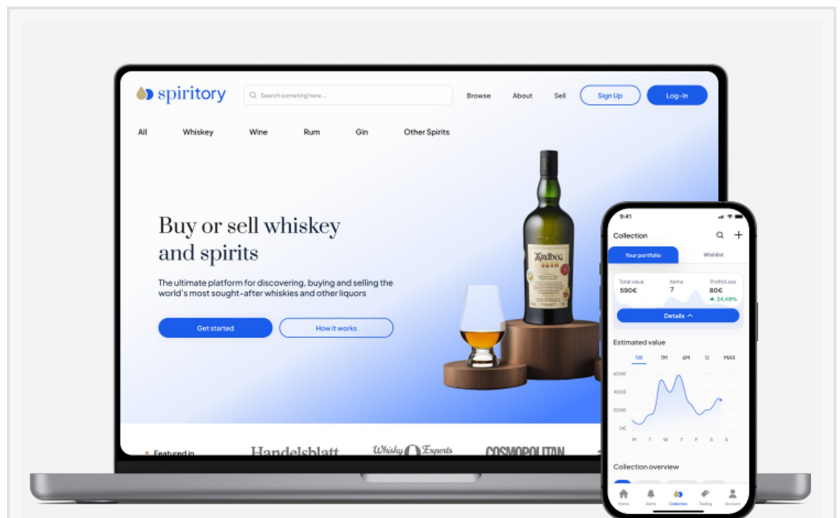 spiritory
Search someting here...
Browse
About
Sell
Sign Up
Log-in
All
Whiskey
Wine
Rum
Gin
Other Spirits
Buy or sell whiskey
and spirits
The ultimate platform for discovering, buying and selling the
world's most sought-after whiskies and other liquors
Get started
How it works
Ardbeg
Featured in
Handelsblatt
Whisky Experts
COSMOPOLITAN
9:41
Collection
Your portfolio
Wishlist
Total value
Items
Profit/Loss
590€
7
80€
24,48%
Details
Estimated value
1W
1M
6M
1J
MAX
600€
400€
200€
0€
M
T
W
T
F
S
S
Collection overview
Home
Alerts
Collection
Trading
Account